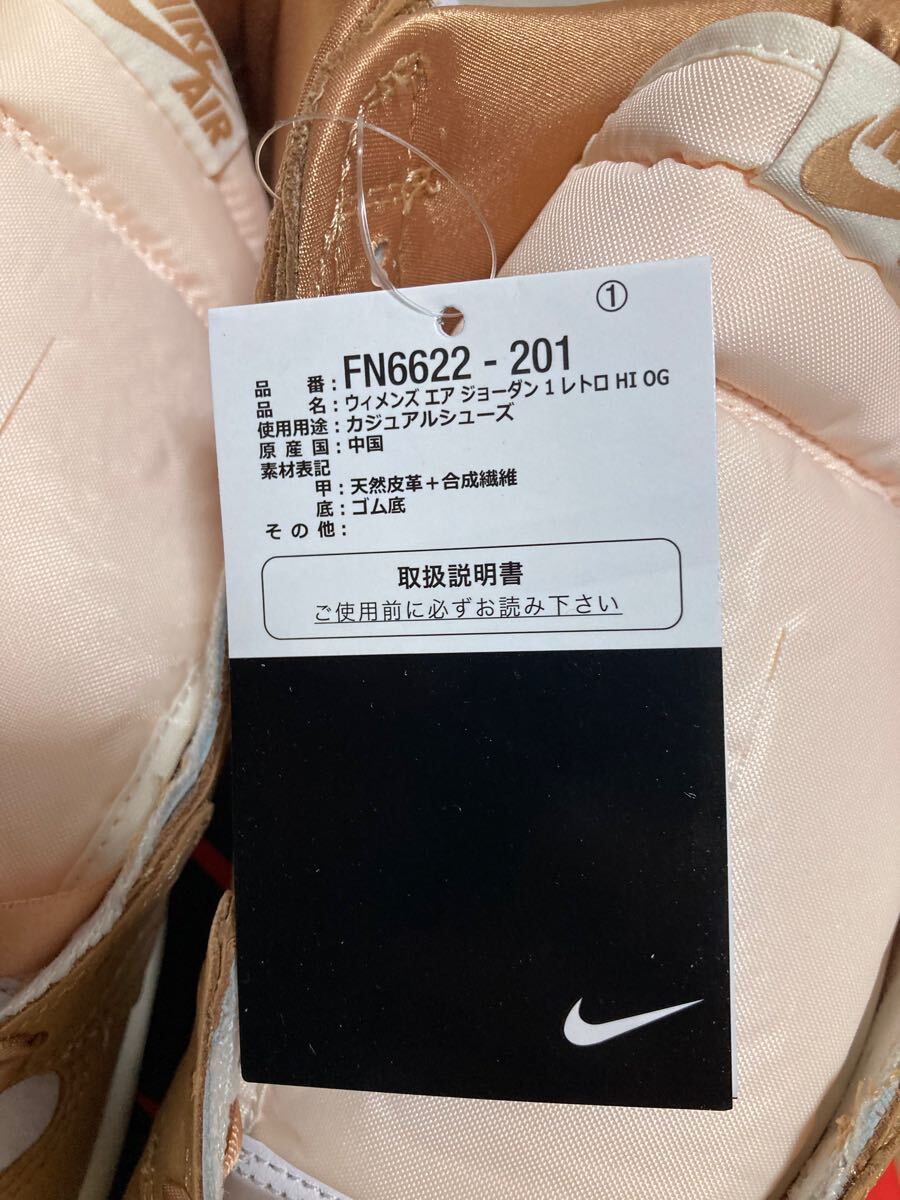 NIKE
AIR
①
品 番 : FN6622 - 201
品 名 : ウィメンズ エア ジョーダン 1 レトロ HI OG
使用用途 : カジュアルシューズ
原 産 国 : 中国
素材表記
甲 : 天然皮革＋合成繊維
底 : ゴム底
そ の 他 :
取扱説明書
ご使用前に必ずお読み下さい